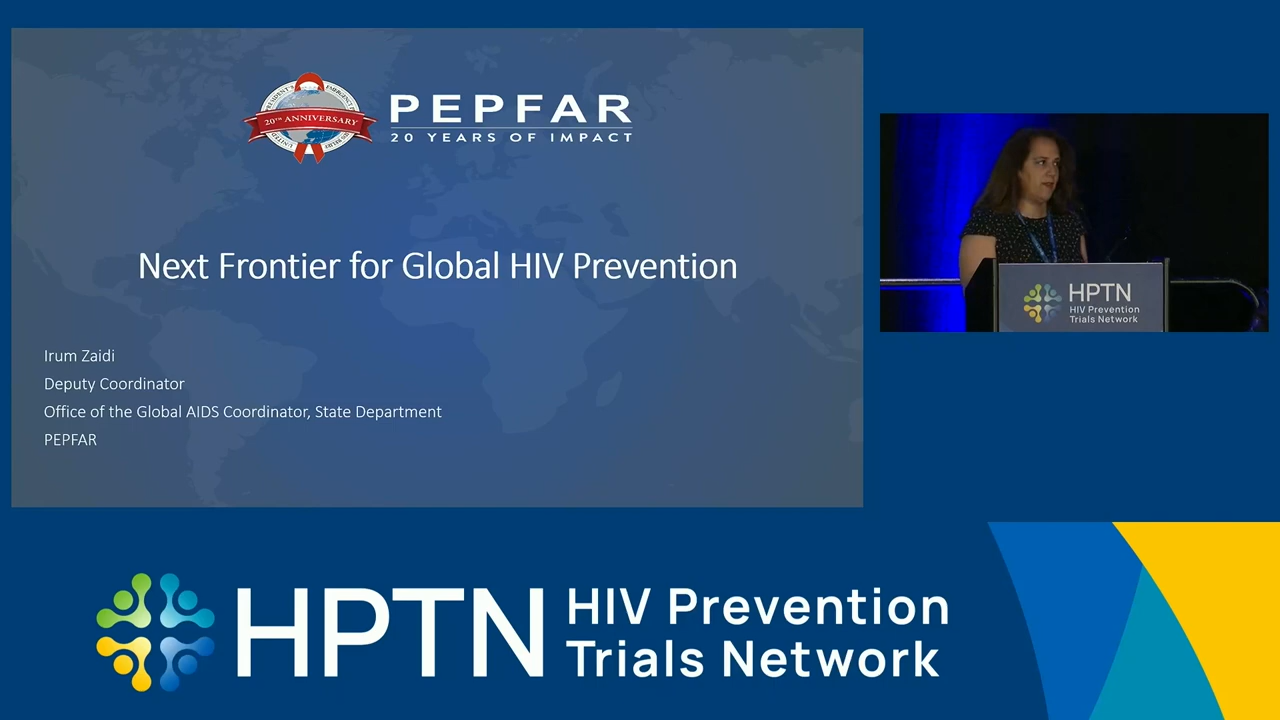 20TH ANNIVERSARY
PEPFAR
20 YEARS OF IMPACT
Next Frontier for Global HIV Prevention
Irum Zaidi
Deputy Coordinator
Office of the Global AIDS Coordinator, State Department
PEPFAR
HPTN
HIV Prevention
Trials Network
HPTN
HIV Prevention
Trials Network